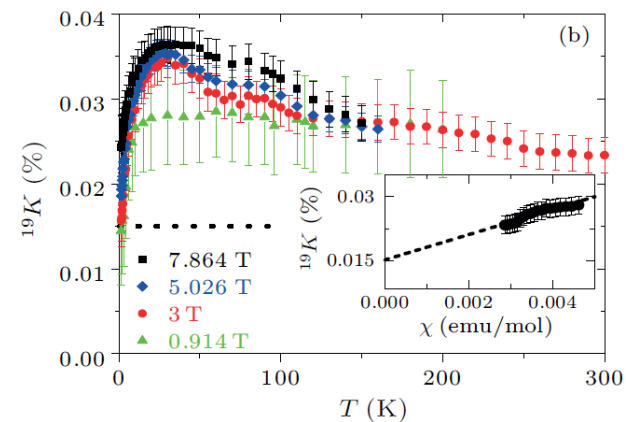 (b)
0.04
0.03
0.02
0.01
0.00
¹⁹K (%)
7.864 T
5.026 T
3 T
0.914 T
0
100
200
300
T (K)
0.03
0.015
¹⁹K (%)
0.000
0.002
0.004
χ (emu/mol)